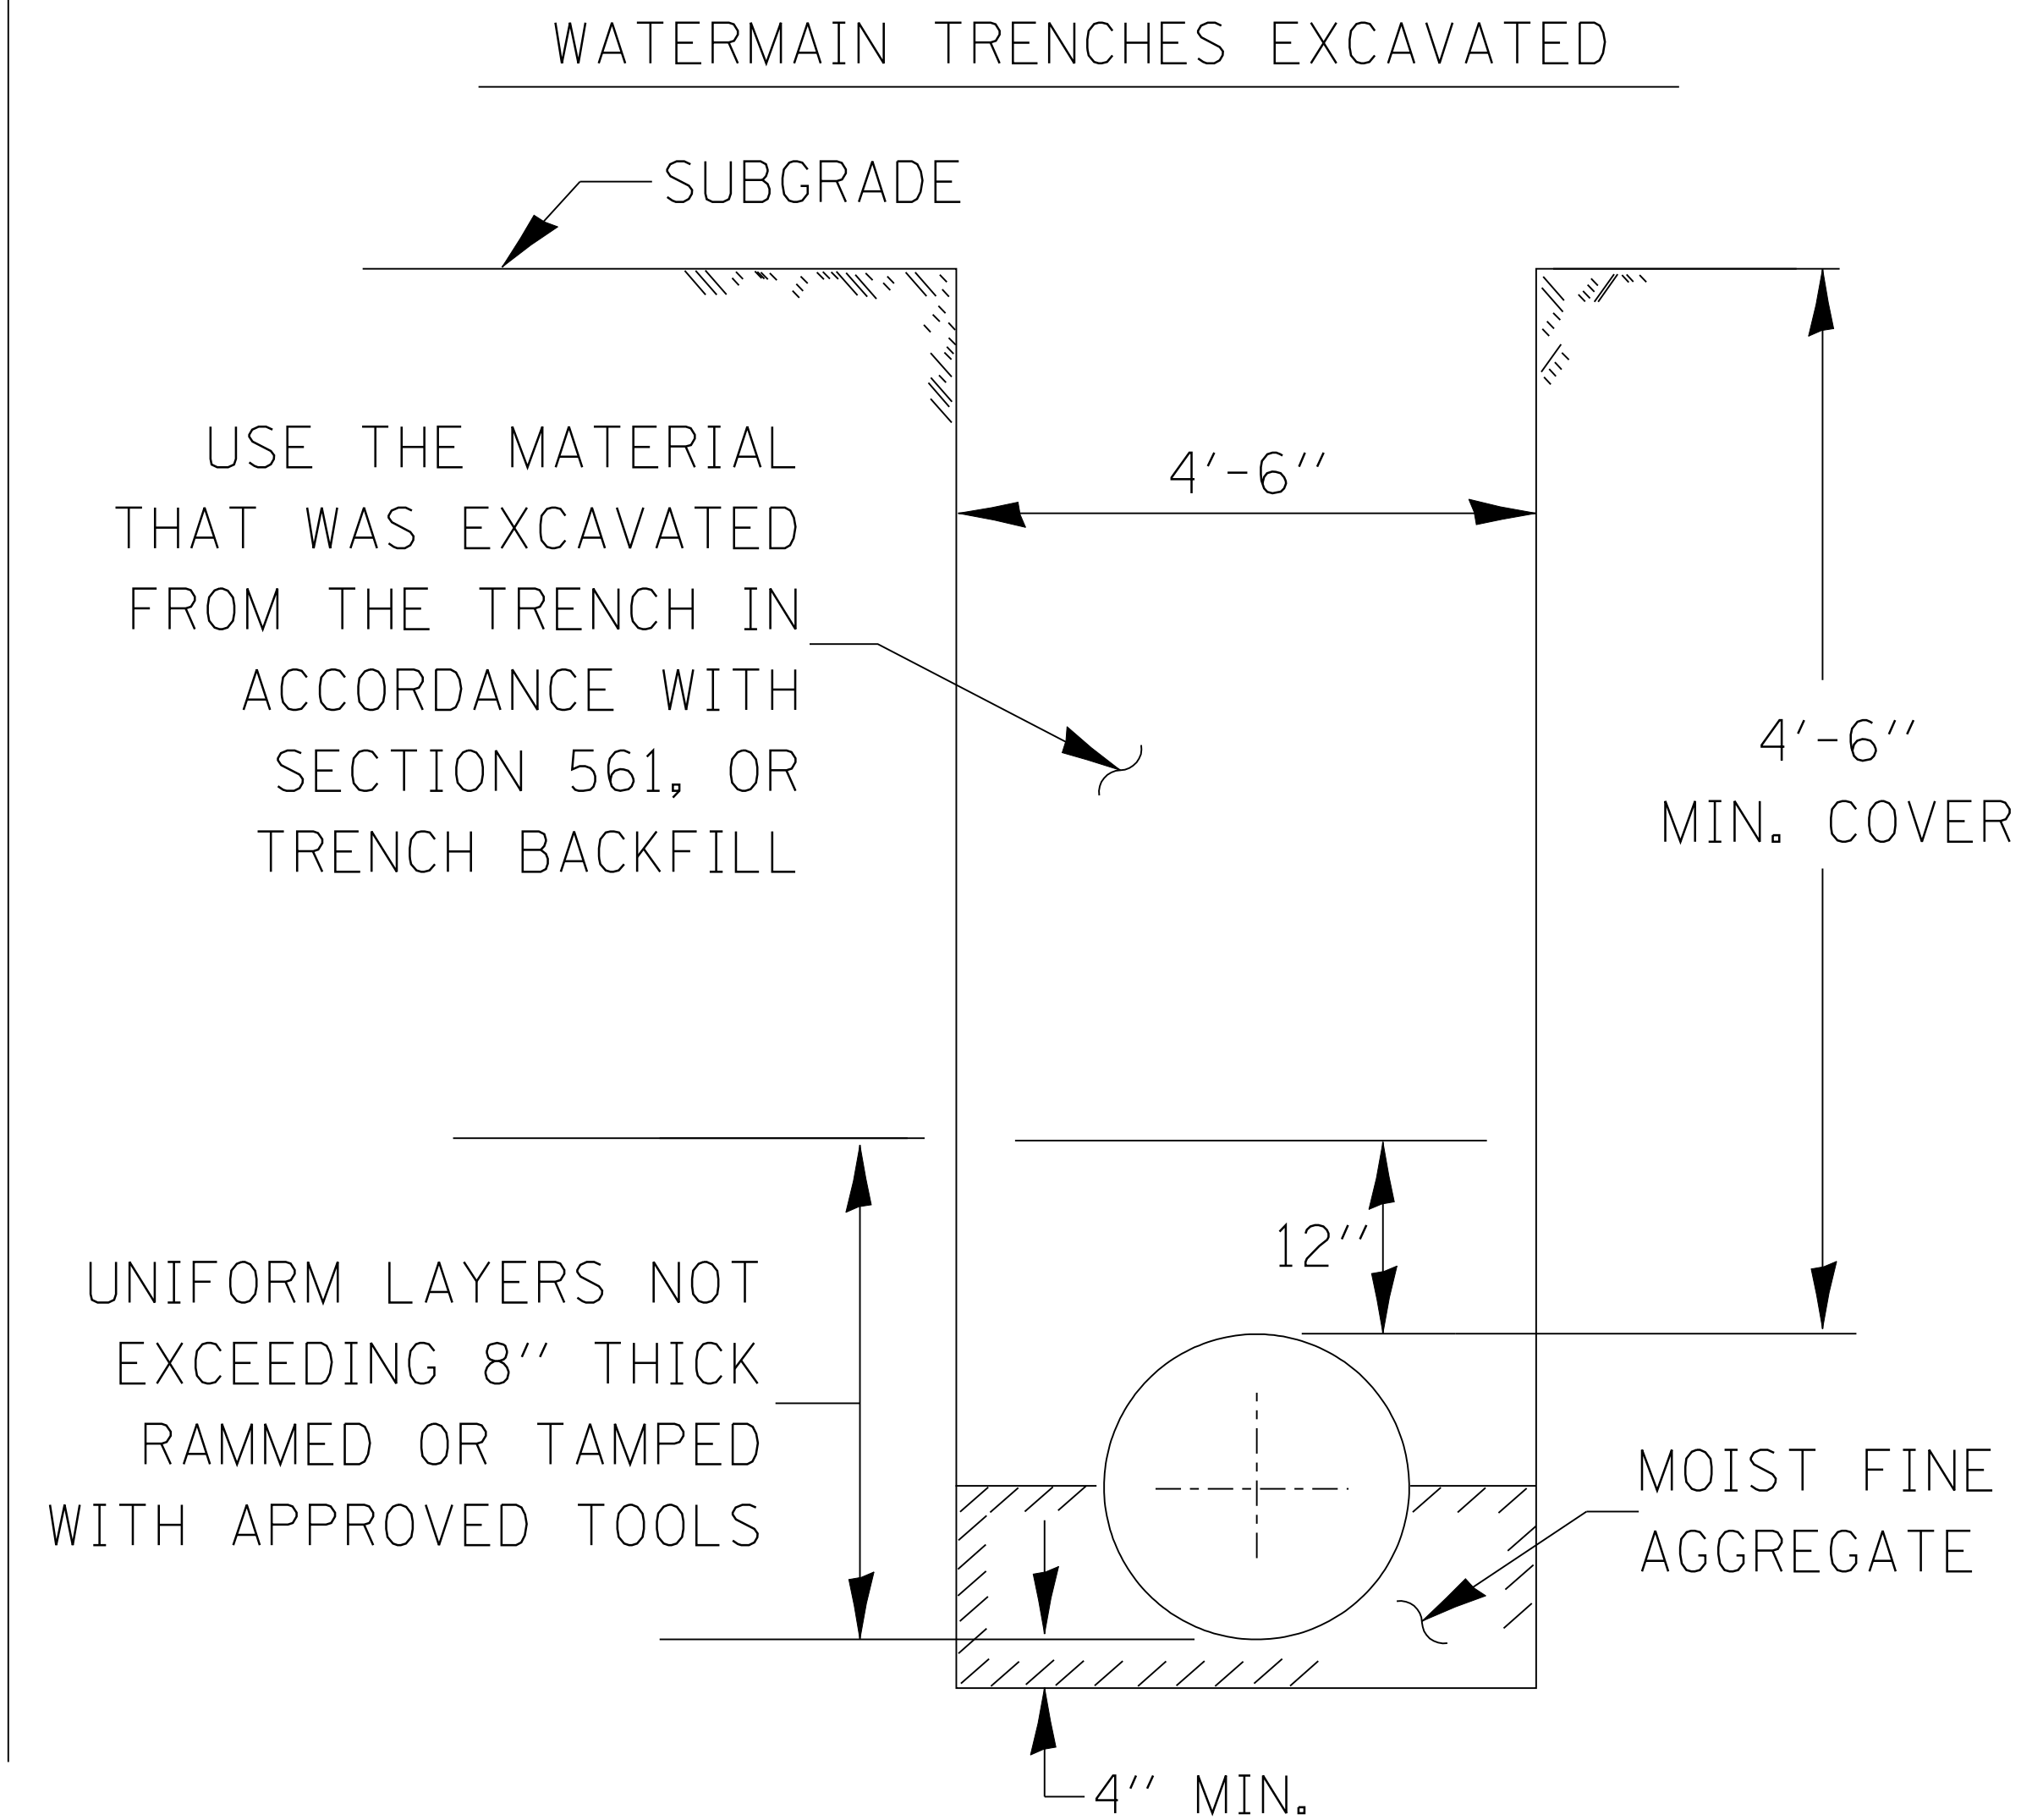 WATERMAIN TRENCHES EXCAVATED
SUBGRADE
USE THE MATERIAL
THAT WAS EXCAVATED
FROM THE TRENCH IN
ACCORDANCE WITH
SECTION 561, OR
TRENCH BACKFILL
4'-6''
4'-6''
MIN. COVER
12''
UNIFORM LAYERS NOT
EXCEEDING 8'' THICK
RAMMED OR TAMPED
WITH APPROVED TOOLS
MOIST FINE
AGGREGATE
4'' MIN.